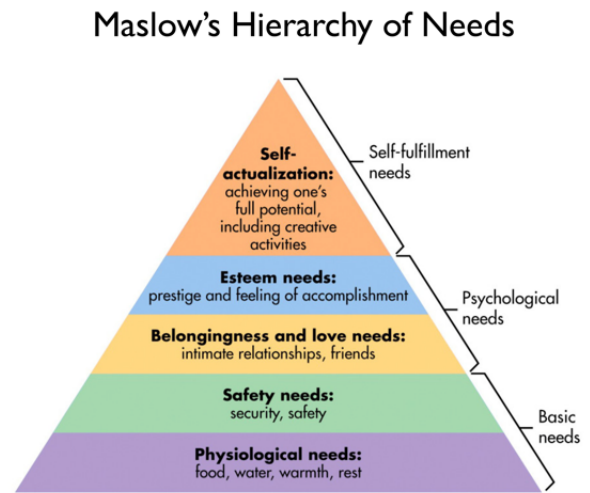 Maslow's Hierarchy of Needs
Self-
actualization:
achieving one's
full potential,
including creative
activities
Self-fulfillment
needs
Esteem needs:
prestige and feeling of accomplishment
Psychological
needs
Belongingness and love needs:
intimate relationships, friends
Safety needs:
security, safety
Basic
needs
Physiological needs:
food, water, warmth, rest